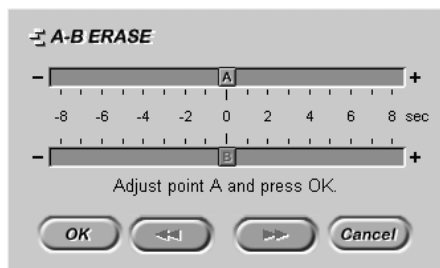 A-B ERASE
– A +
-8 -6 -4 -2 0 2 4 6 8 sec
– B +
Adjust point A and press OK.
OK Cancel